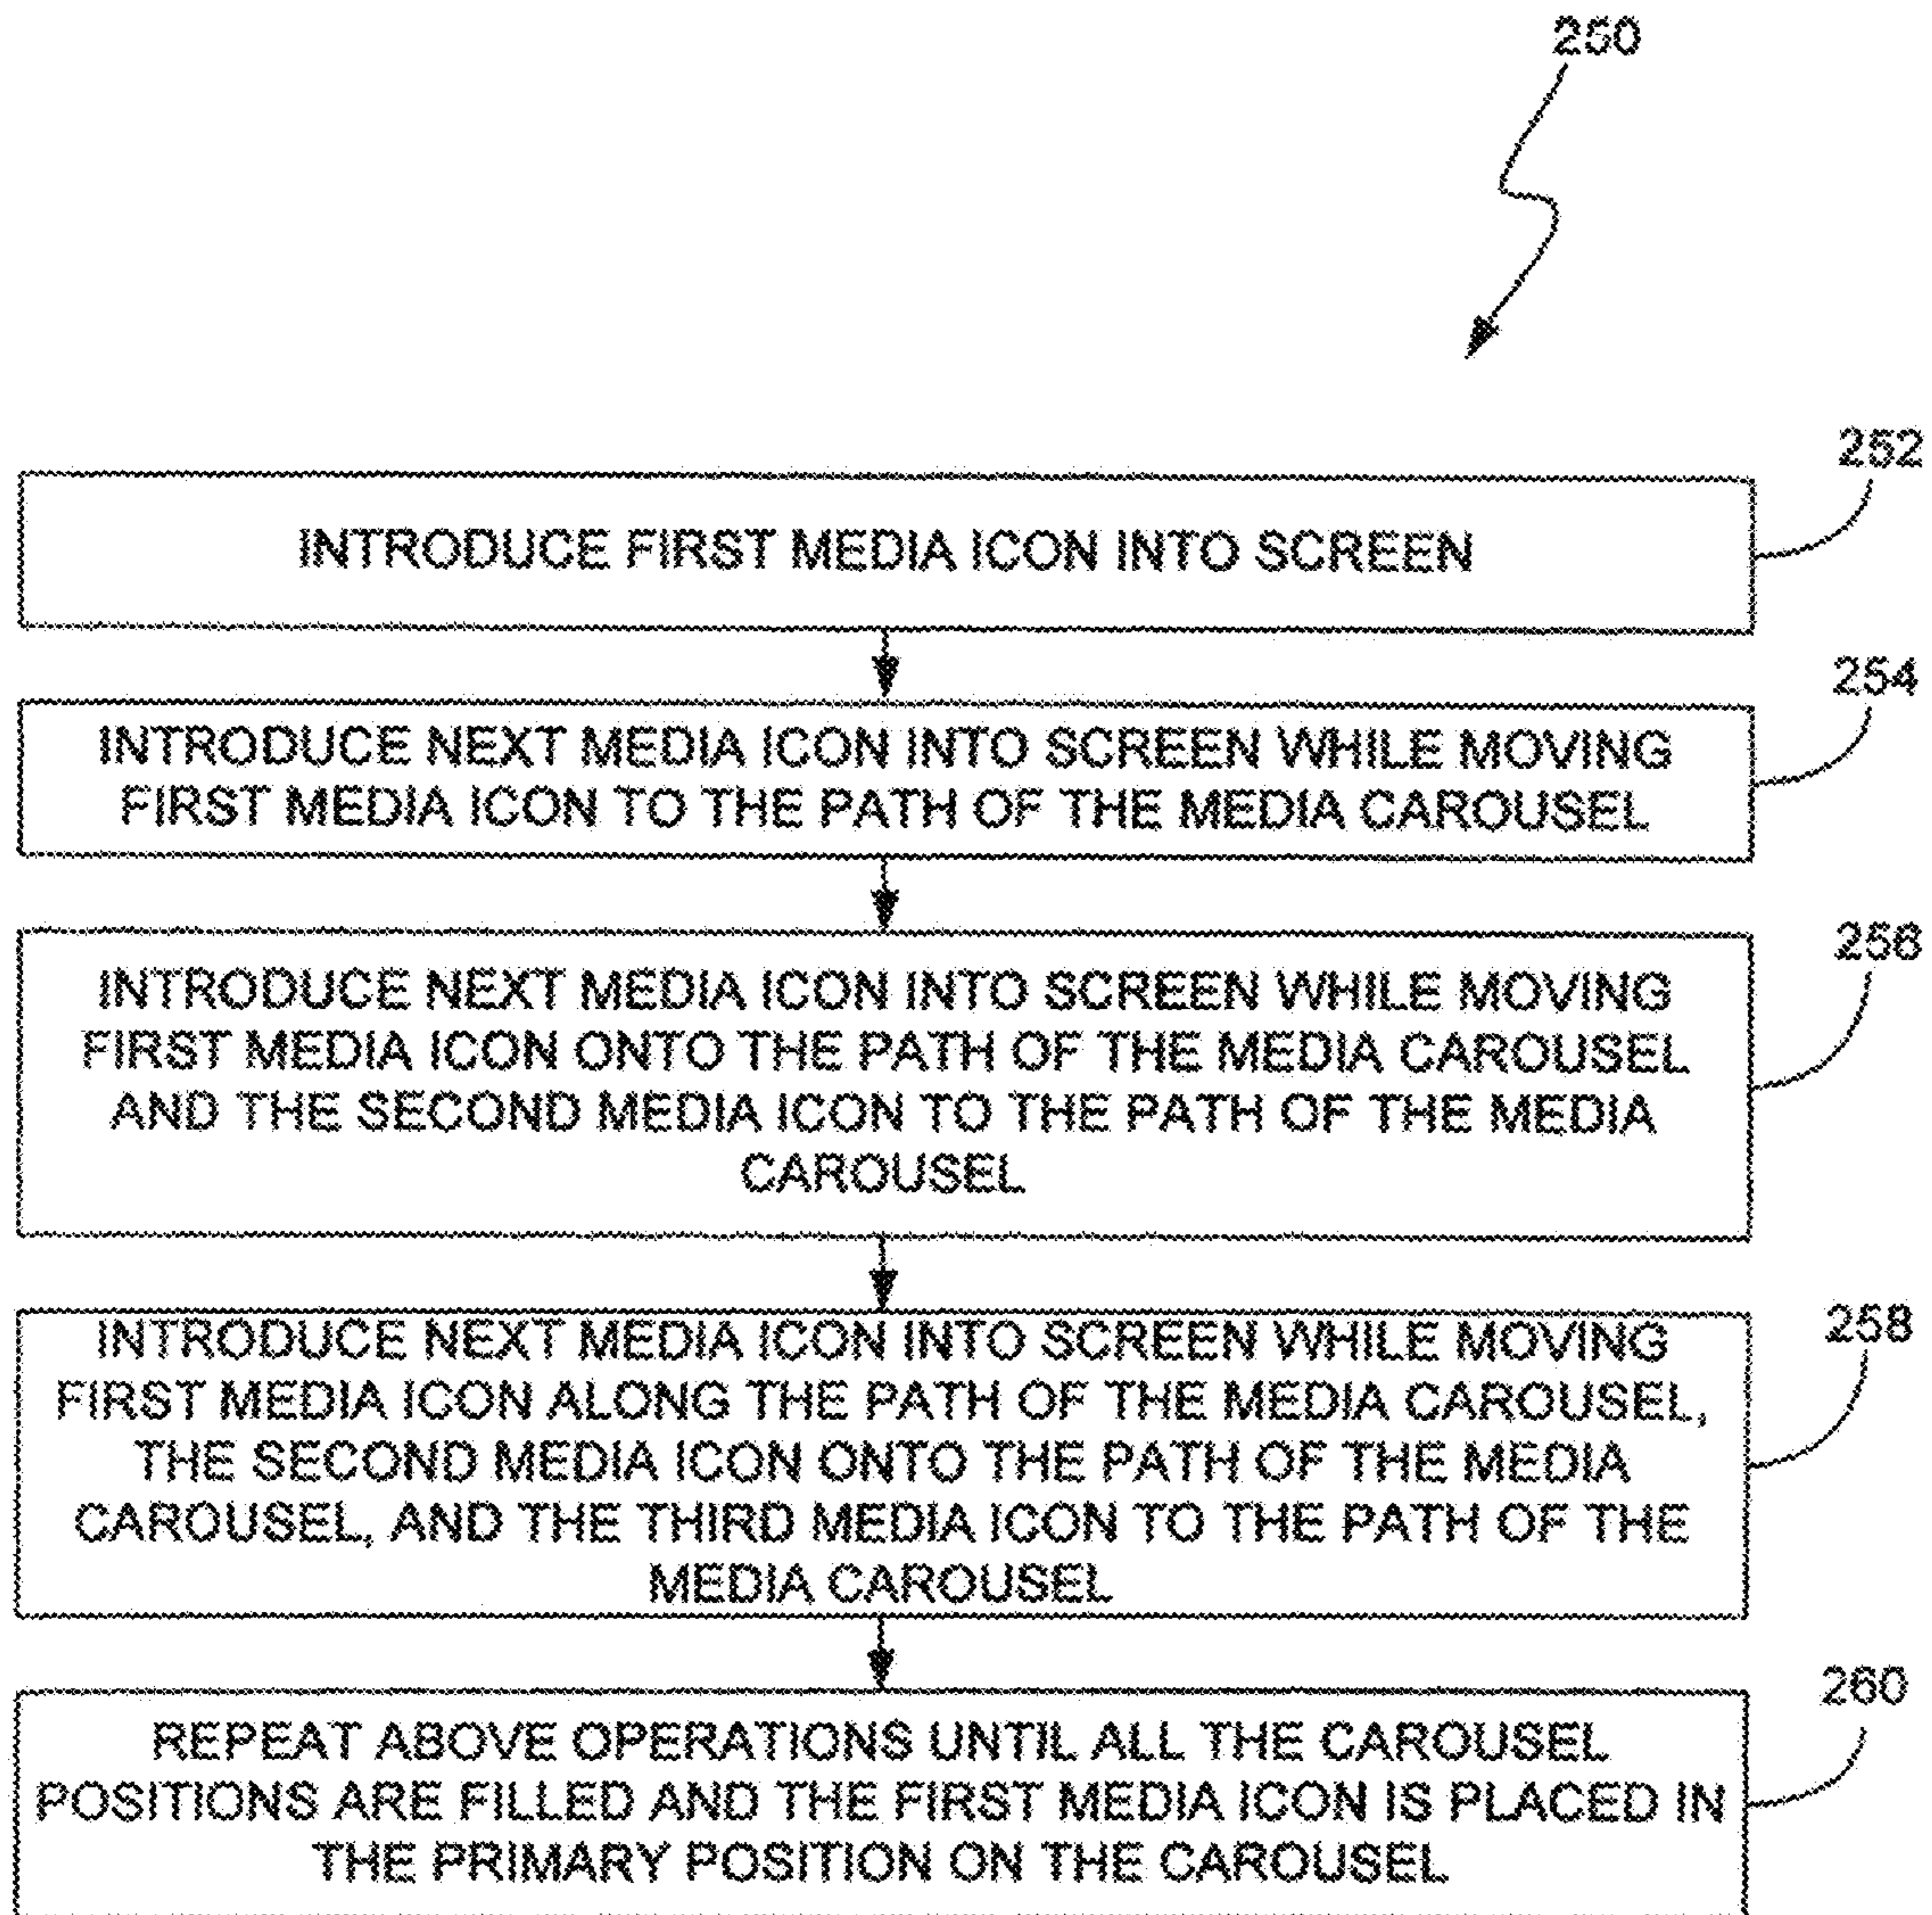 250
252
INTRODUCE FIRST MEDIA ICON INTO SCREEN
254
INTRODUCE NEXT MEDIA ICON INTO SCREEN WHILE MOVING
FIRST MEDIA ICON TO THE PATH OF THE MEDIA CAROUSEL
256
INTRODUCE NEXT MEDIA ICON INTO SCREEN WHILE MOVING
FIRST MEDIA ICON ONTO THE PATH OF THE MEDIA CAROUSEL
AND THE SECOND MEDIA ICON TO THE PATH OF THE MEDIA
CAROUSEL
258
INTRODUCE NEXT MEDIA ICON INTO SCREEN WHILE MOVING
FIRST MEDIA ICON ALONG THE PATH OF THE MEDIA CAROUSEL,
THE SECOND MEDIA ICON ONTO THE PATH OF THE MEDIA
CAROUSEL, AND THE THIRD MEDIA ICON TO THE PATH OF THE
MEDIA CAROUSEL
260
REPEAT ABOVE OPERATIONS UNTIL ALL THE CAROUSEL
POSITIONS ARE FILLED AND THE FIRST MEDIA ICON IS PLACED IN
THE PRIMARY POSITION ON THE CAROUSEL